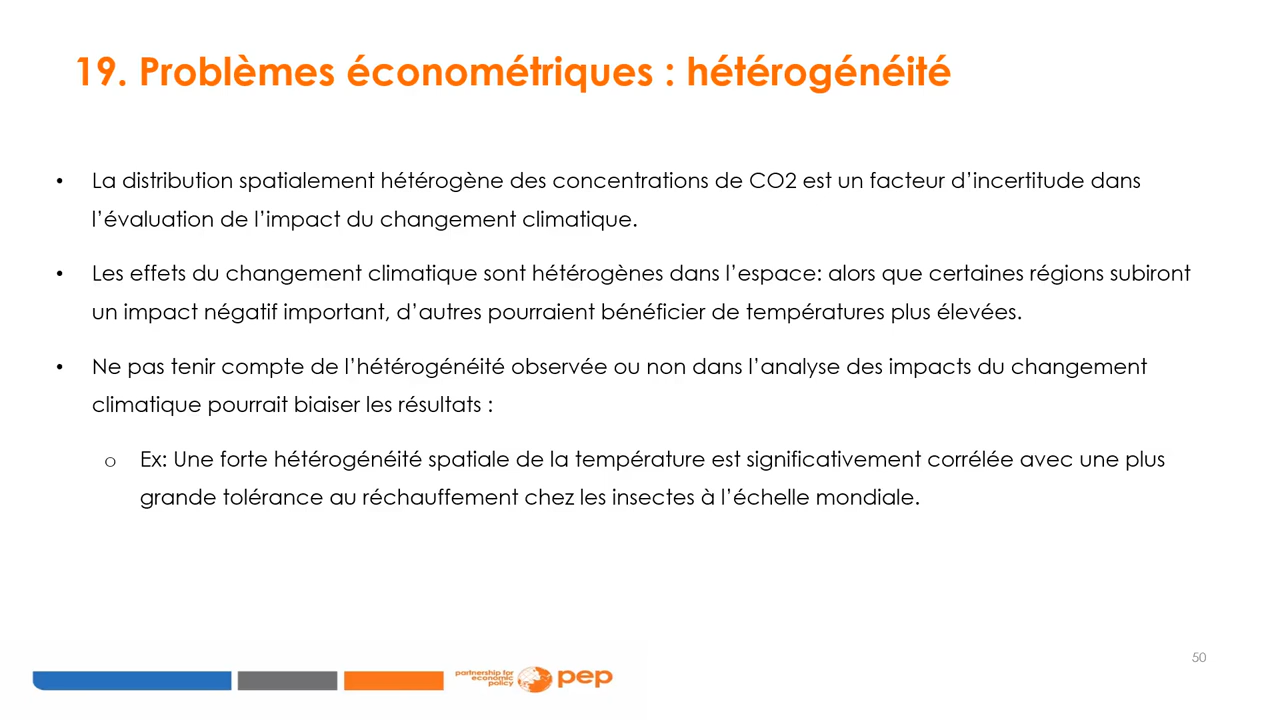 19. Problèmes économétriques : hétérogénéité
• La distribution spatialement hétérogène des concentrations de CO2 est un facteur d’incertitude dans
l’évaluation de l’impact du changement climatique.
• Les effets du changement climatique sont hétérogènes dans l’espace: alors que certaines régions subiront
un impact négatif important, d’autres pourraient bénéficier de températures plus élevées.
• Ne pas tenir compte de l’hétérogénéité observée ou non dans l’analyse des impacts du changement
climatique pourrait biaiser les résultats :
o Ex: Une forte hétérogénéité spatiale de la température est significativement corrélée avec une plus
grande tolérance au réchauffement chez les insectes à l’échelle mondiale.
50
partnership for
economic
policy
pep